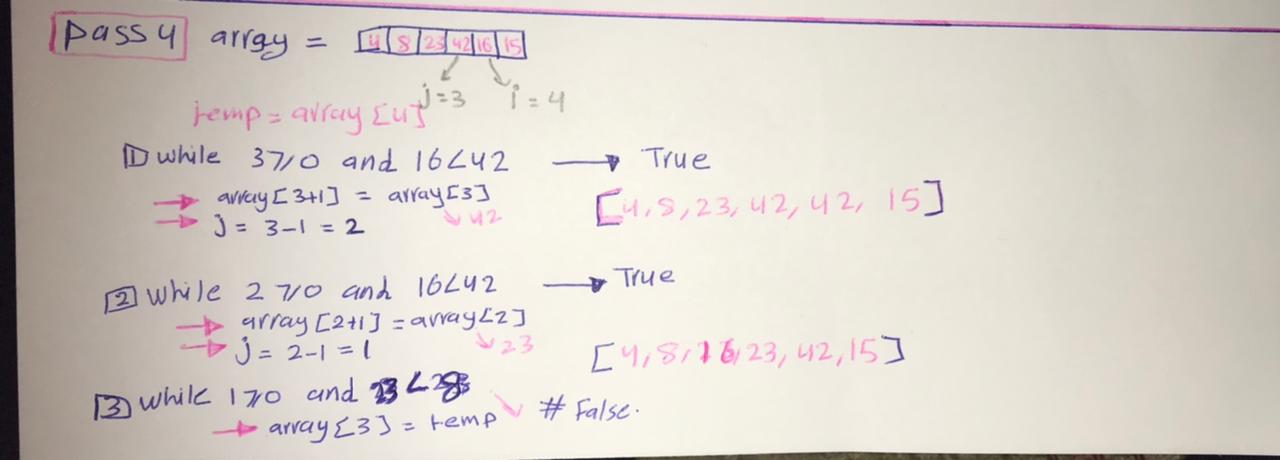 pass 4 array = 4 8 23 42 16 15
j=3 i=4
temp = array [4]
1 while 3>=0 and 16<42 → True
→ array[3+1] = array[3] [4,8,23,42,42, 15]
→ j = 3-1 = 2 ↘42
2 While 2>=0 and 16<42 → True
→ array [2+1] = array[2]
→ j = 2-1 = 1 ↘23 [4,8,16,23,42,15]
3 while 1>=0 and # False.
→ array[3] = temp